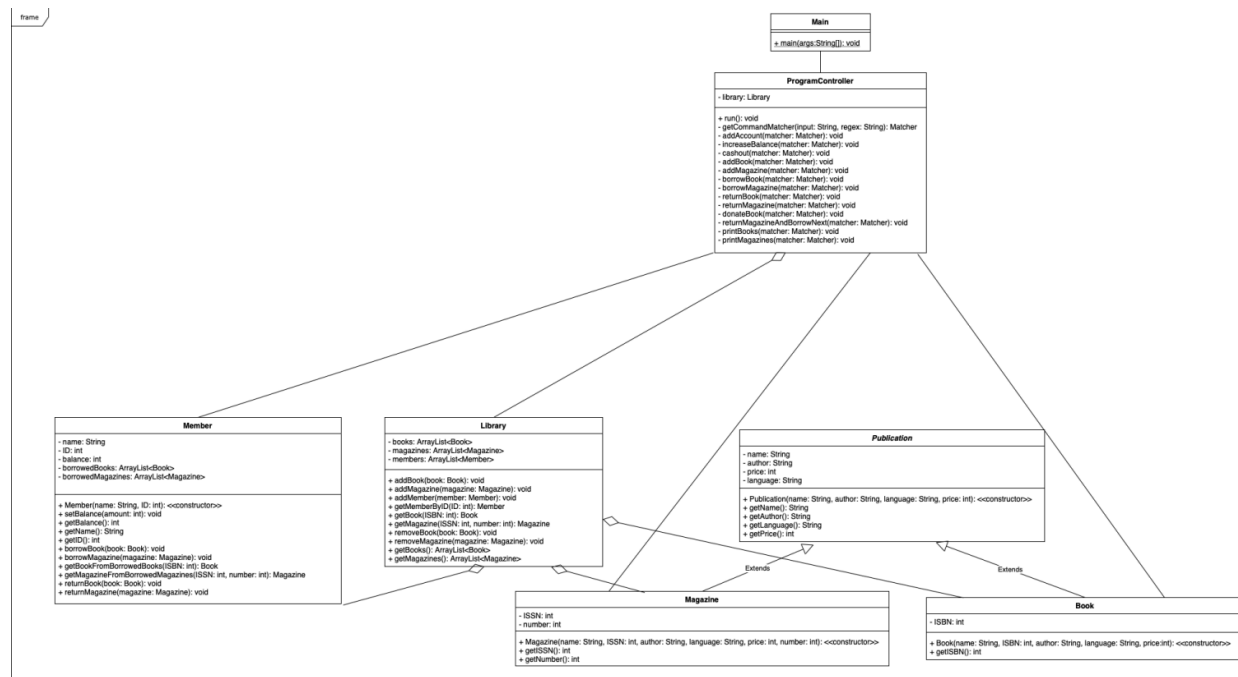 frame
Main
+ main(args:String[]): void
ProgramController
- library: Library
+ run(): void
- getCommandMatcher(input: String, regex: String): Matcher
- addAccount(matcher: Matcher): void
- increaseBalance(matcher: Matcher): void
- cashout(matcher: Matcher): void
- addBook(matcher: Matcher): void
- addMagazine(matcher: Matcher): void
- borrowBook(matcher: Matcher): void
- borrowMagazine(matcher: Matcher): void
- returnBook(matcher: Matcher): void
- returnMagazine(matcher: Matcher): void
- donateBook(matcher: Matcher): void
- returnMagazineAndBorrowNext(matcher: Matcher): void
- printBooks(matcher: Matcher): void
- printMagazines(matcher: Matcher): void
Member
- name: String
- ID: int
- balance: int
- borrowedBooks: ArrayList<Book>
- borrowedMagazines: ArrayList<Magazine>
+ Member(name: String, ID: int): <<constructor>>
+ setBalance(amount: int): void
+ getBalance(): int
+ getName(): String
+ getID(): int
+ borrowBook(book: Book): void
+ borrowMagazine(magazine: Magazine): void
+ getBookFromBorrowedBooks(ISBN: int): Book
+ getMagazineFromBorrowedMagazines(ISSN: int, number: int): Magazine
+ returnBook(book: Book): void
+ returnMagazine(magazine: Magazine): void
Library
- books: ArrayList<Book>
- magazines: ArrayList<Magazine>
- members: ArrayList<Member>
+ addBook(book: Book): void
+ addMagazine(magazine: Magazine): void
+ addMember(member: Member): void
+ getMemberByID(ID: int): Member
+ getBook(ISBN: int): Book
+ getMagazine(ISSN: int, number: int): Magazine
+ removeBook(book: Book): void
+ removeMagazine(magazine: Magazine): void
+ getBooks(): ArrayList<Book>
+ getMagazines(): ArrayList<Magazine>
Publication
- name: String
- author: String
- price: int
- language: String
+ Publication(name: String, author: String, language: String, price: int): <<constructor>>
+ getName(): String
+ getAuthor(): String
+ getLanguage(): String
+ getPrice(): int
Extends
Extends
Magazine
- ISSN: int
- number: int
+ Magazine(name: String, ISSN: int, author: String, language: String, price: int, number: int): <<constructor>>
+ getISSN(): int
+ getNumber(): int
Book
- ISBN: int
+ Book(name: String, ISBN: int, author: String, language: String, price:int): <<constructor>>
+ getISBN(): int